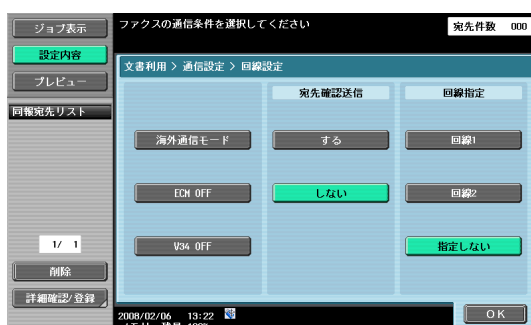 ジョブ表示
ファクスの通信条件を選択してください
宛先件数 000
設定内容
文書利用 > 通信設定 > 回線設定
プレビュー
宛先確認送信
回線指定
同報宛先リスト
海外通信モード
する
回線1
ECM OFF
しない
回線2
1/ 1
V34 OFF
指定しない
削除
詳細確認/登録
2008/02/06 13:22
OK